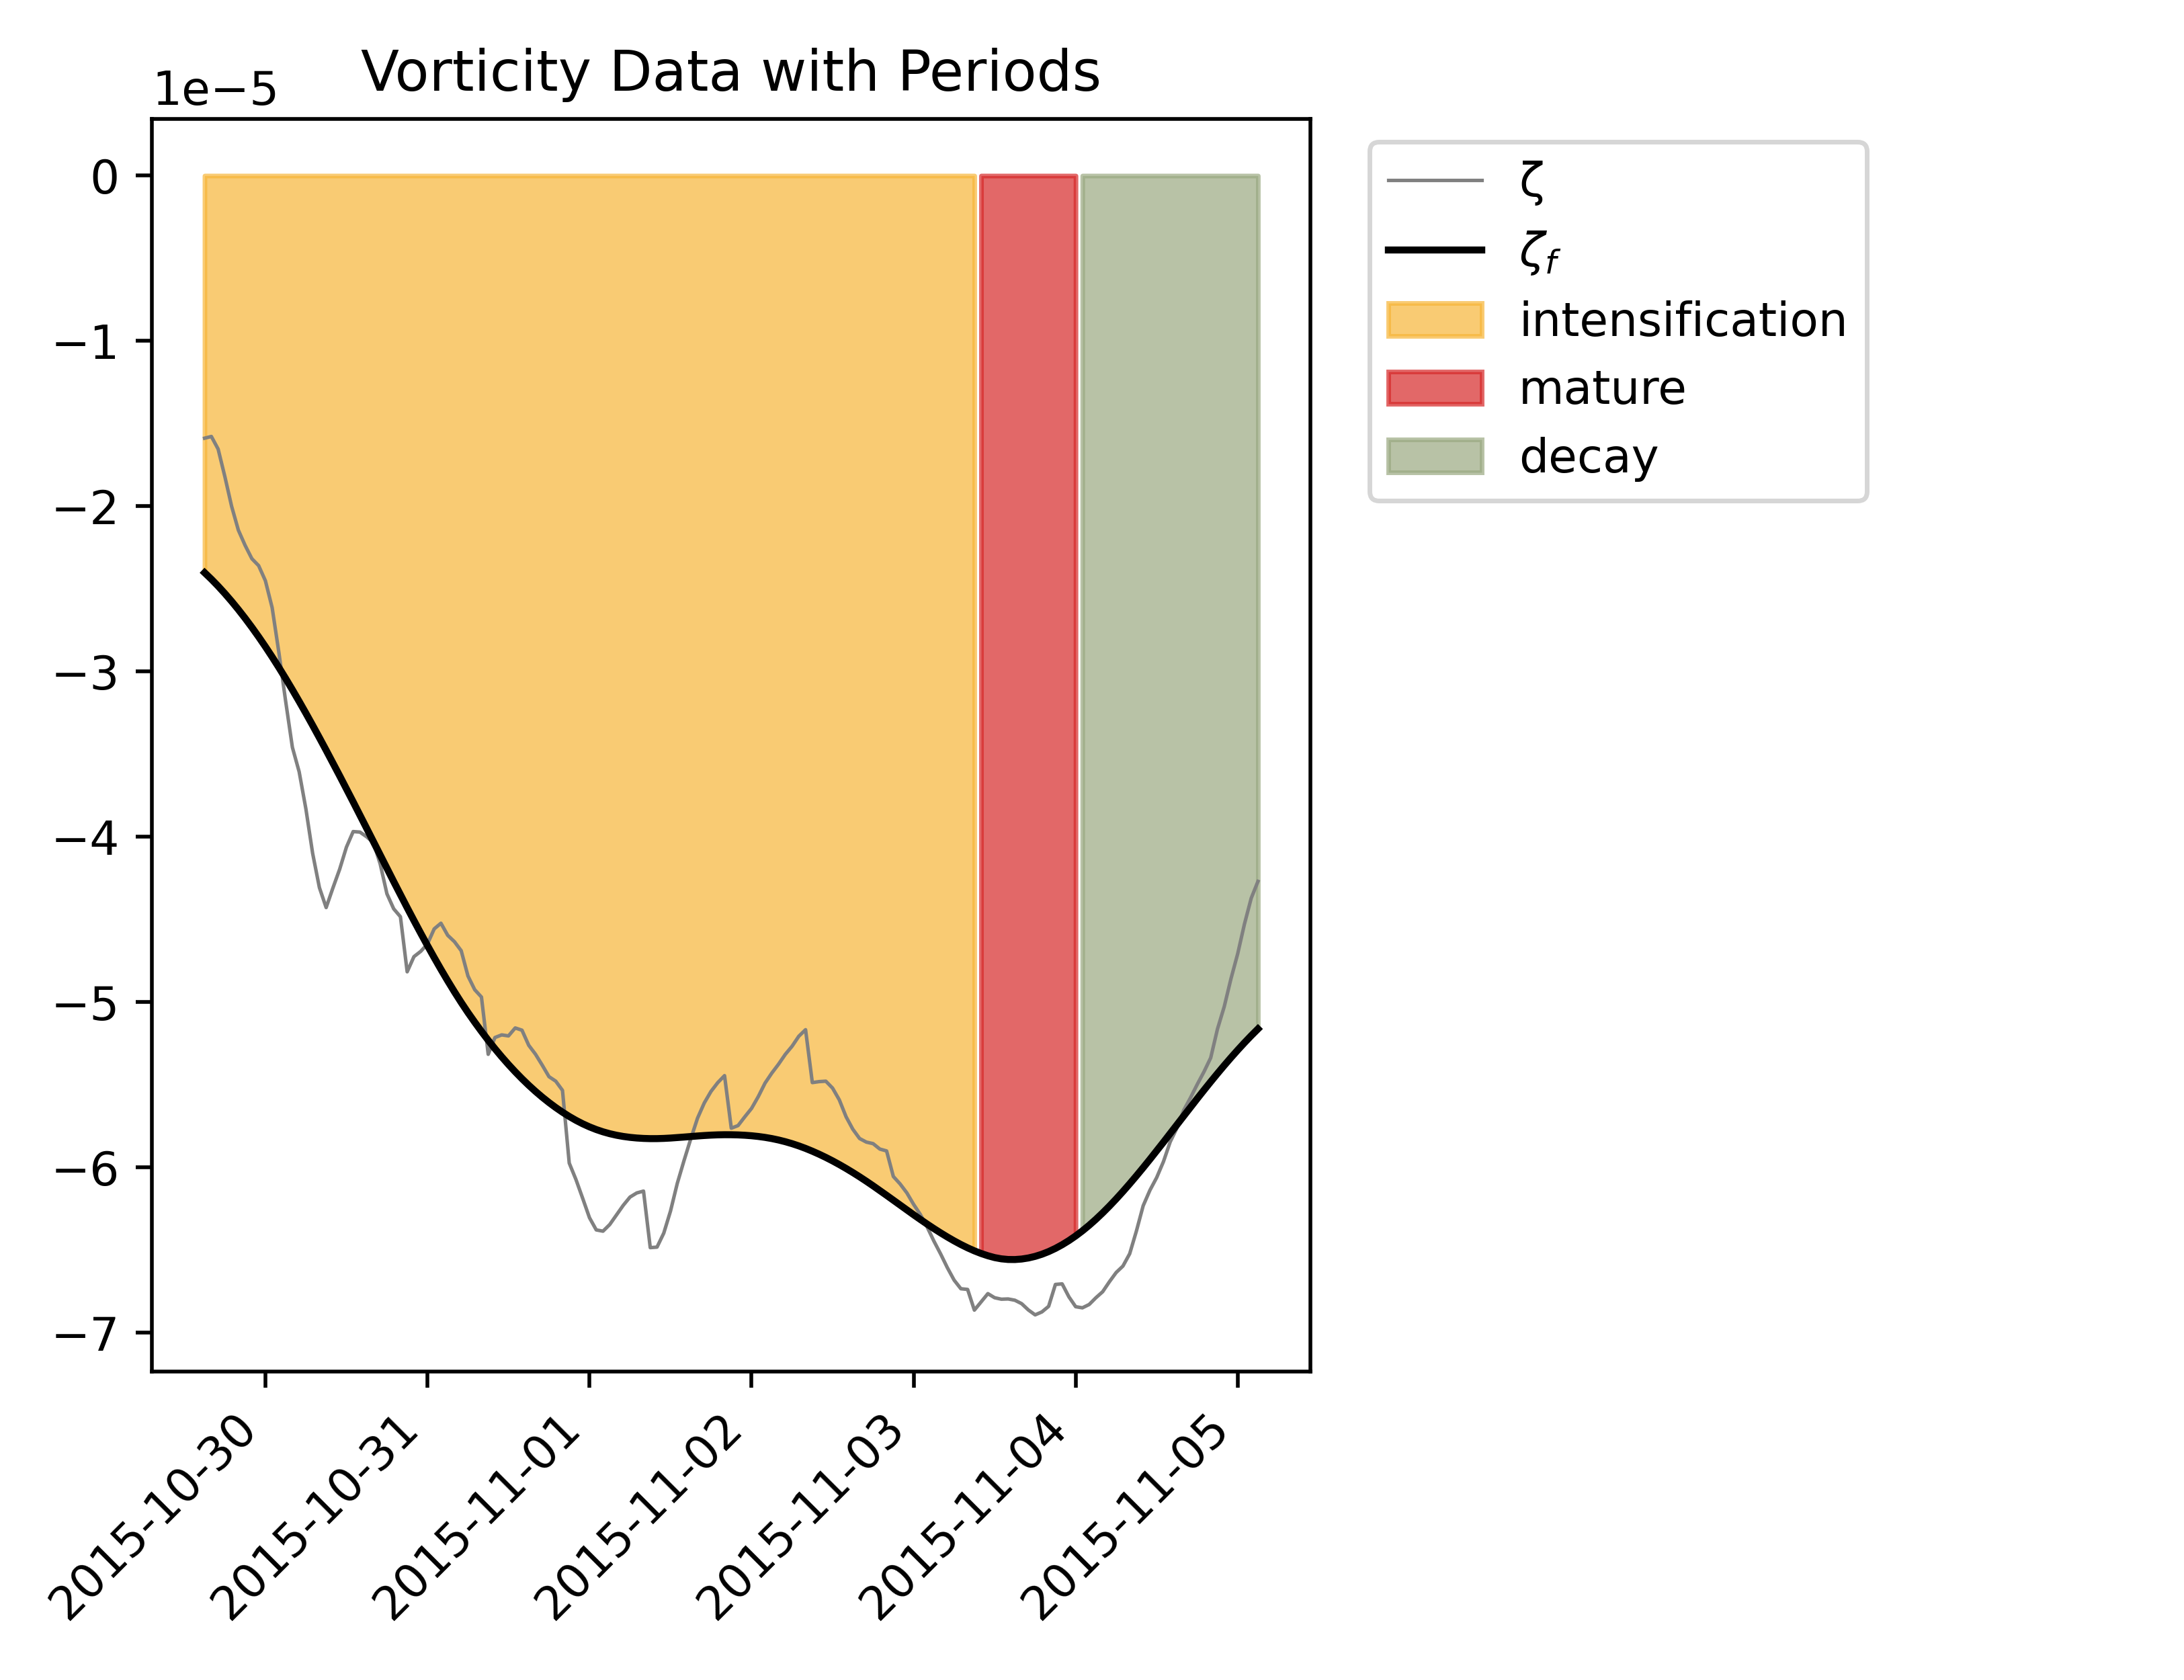 Vorticity Data with Periods
1e−5
0
−1
−2
−3
−4
−5
−6
−7
2015-10-30
2015-10-31
2015-11-01
2015-11-02
2015-11-03
2015-11-04
2015-11-05
ζ
ζf
intensification
mature
decay